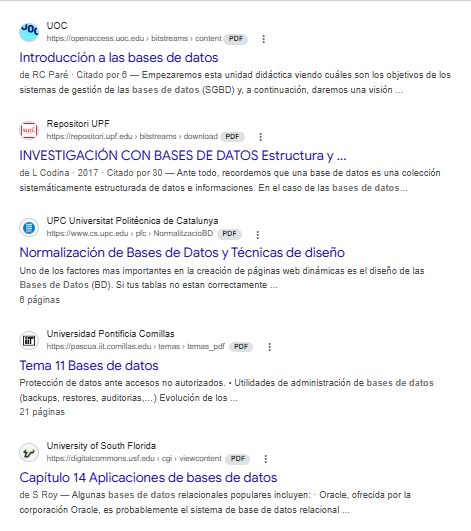 UOC
https://openaccess.uoc.edu › bitstreams › content PDF
Introducción a las bases de datos
de RC Paré · Citado por 6 — Empezaremos esta unidad didáctica viendo cuáles son los objetivos de los
sistemas de gestión de las bases de datos (SGBD) y, a continuación, daremos una visión ...
Repositori UPF
https://repositori.upf.edu › bitstreams › download PDF
INVESTIGACIÓN CON BASES DE DATOS Estructura y ...
de L Codina · 2017 · Citado por 30 — Ante todo, recordemos que una base de datos es una colección
sistemáticamente estructurada de datos e informaciones. En el caso de las bases de datos...
UPC Universitat Politècnica de Catalunya
https://www.cs.upc.edu › pfc › NormalitzacioBD PDF
Normalización de Bases de Datos y Técnicas de diseño
Uno de los factores mas importantes en la creación de páginas web dinámicas es el diseño de las
Bases de Datos (BD). Si tus tablas no estan correctamente ...
6 páginas
Universidad Pontificia Comillas
https://pascua.iit.comillas.edu › temas › temas_pdf PDF
Tema 11 Bases de datos
Protección de datos ante accesos no autorizados. • Utilidades de administración de bases de datos
(backups, restores, auditorias,...) Evolución de los ...
21 páginas
University of South Florida
https://digitalcommons.usf.edu › cgi › viewcontent PDF
Capítulo 14 Aplicaciones de bases de datos
de S Roy — Algunas bases de datos relacionales populares incluyen: · Oracle, ofrecida por la
corporación Oracle, es probablemente el sistema de base de datos relacional ...